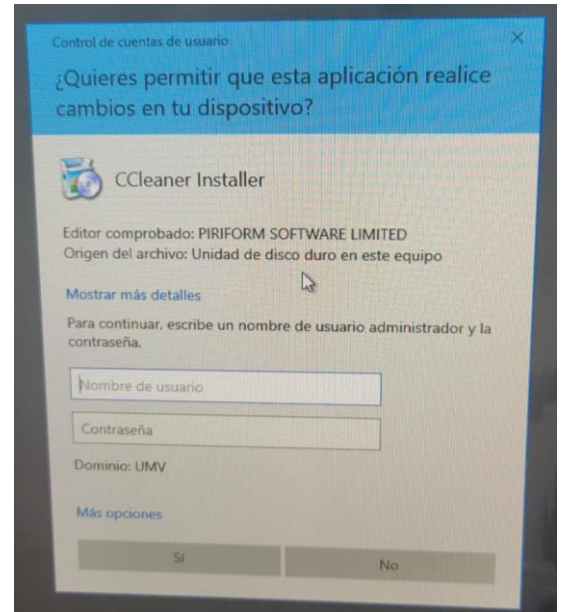 Control de cuentas de usuario
¿Quieres permitir que esta aplicación realice
cambios en tu dispositivo?
CCleaner Installer
Editor comprobado: PIRIFORM SOFTWARE LIMITED
Origen del archivo: Unidad de disco duro en este equipo
Mostrar más detalles
Para continuar, escribe un nombre de usuario administrador y la
contraseña.
Nombre de usuario
Contraseña
Dominio: UMV
Más opciones
Sí
No